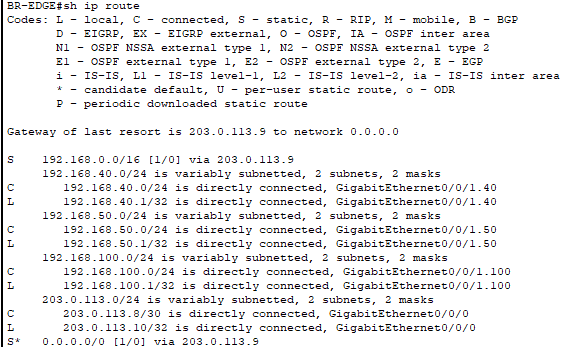 BR-EDGE#sh ip route
Codes: L - local, C - connected, S - static, R - RIP, M - mobile, B - BGP
       D - EIGRP, EX - EIGRP external, O - OSPF, IA - OSPF inter area
       N1 - OSPF NSSA external type 1, N2 - OSPF NSSA external type 2
       E1 - OSPF external type 1, E2 - OSPF external type 2, E - EGP
       i - IS-IS, L1 - IS-IS level-1, L2 - IS-IS level-2, ia - IS-IS inter area
       * - candidate default, U - per-user static route, o - ODR
       P - periodic downloaded static route

Gateway of last resort is 203.0.113.9 to network 0.0.0.0

S    192.168.0.0/16 [1/0] via 203.0.113.9
     192.168.40.0/24 is variably subnetted, 2 subnets, 2 masks
C       192.168.40.0/24 is directly connected, GigabitEthernet0/0/1.40
L       192.168.40.1/32 is directly connected, GigabitEthernet0/0/1.40
     192.168.50.0/24 is variably subnetted, 2 subnets, 2 masks
C       192.168.50.0/24 is directly connected, GigabitEthernet0/0/1.50
L       192.168.50.1/32 is directly connected, GigabitEthernet0/0/1.50
     192.168.100.0/24 is variably subnetted, 2 subnets, 2 masks
C       192.168.100.0/24 is directly connected, GigabitEthernet0/0/1.100
L       192.168.100.1/32 is directly connected, GigabitEthernet0/0/1.100
     203.0.113.0/24 is variably subnetted, 2 subnets, 2 masks
C       203.0.113.8/30 is directly connected, GigabitEthernet0/0/0
L       203.0.113.10/32 is directly connected, GigabitEthernet0/0/0
S*   0.0.0.0/0 [1/0] via 203.0.113.9